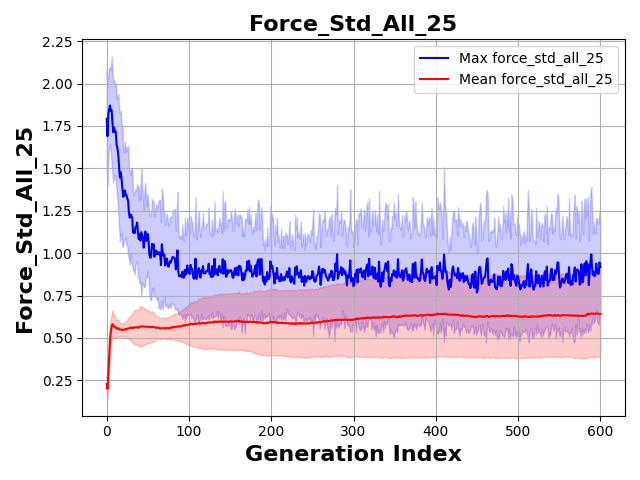 Force_Std_All_25
Max force_std_all_25
Mean force_std_all_25
Force_Std_All_25
2.25
2.00
1.75
1.50
1.25
1.00
0.75
0.50
0.25
0 100 200 300 400 500 600
Generation Index